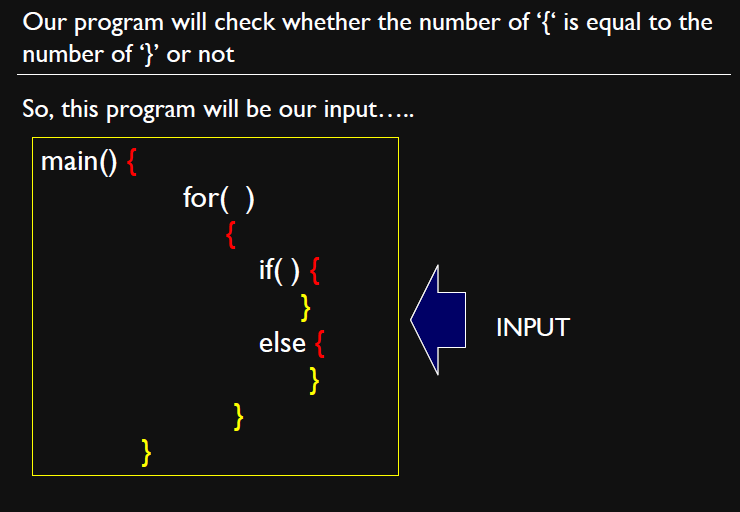 Our program will check whether the number of ‘{‘ is equal to the
number of ‘}’ or not
So, this program will be our input…..
main() {
for( )
{
if( ) {
}
else {
}
}
}
INPUT